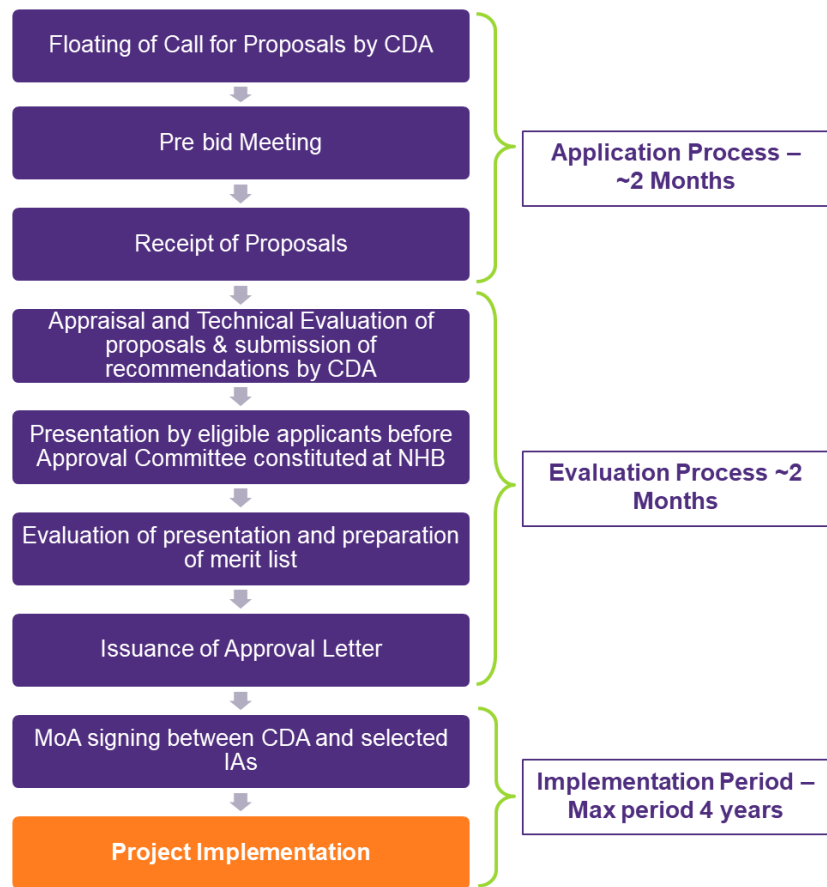 Floating of Call for Proposals by CDA
Pre bid Meeting
Receipt of Proposals
Application Process –
~2 Months
Appraisal and Technical Evaluation of
proposals & submission of
recommendations by CDA
Presentation by eligible applicants before
Approval Committee constituted at NHB
Evaluation of presentation and preparation
of merit list
Issuance of Approval Letter
Evaluation Process ~2
Months
MoA signing between CDA and selected
IAs
Project Implementation
Implementation Period –
Max period 4 years